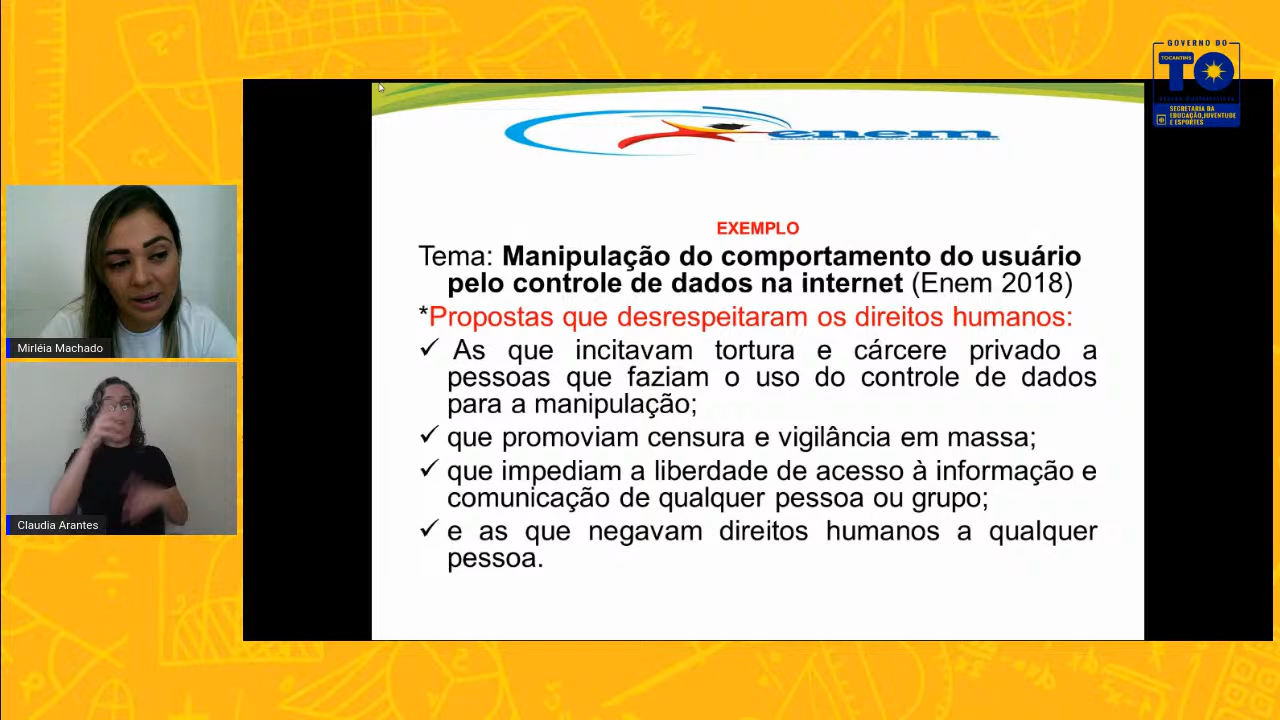 GOVERNO DO
TOCANTINS
TO
SECRETARIA DA
EDUCAÇÃO, JUVENTUDE
E ESPORTES
enem
EXEMPLO
Tema: Manipulação do comportamento do usuário
pelo controle de dados na internet (Enem 2018)
*Propostas que desrespeitaram os direitos humanos:
✓ As que incitavam tortura e cárcere privado a
pessoas que faziam o uso do controle de dados
para a manipulação;
✓ que promoviam censura e vigilância em massa;
✓ que impediam a liberdade de acesso à informação e
comunicação de qualquer pessoa ou grupo;
✓ e as que negavam direitos humanos a qualquer
pessoa.
Mirléia Machado
Claudia Arantes